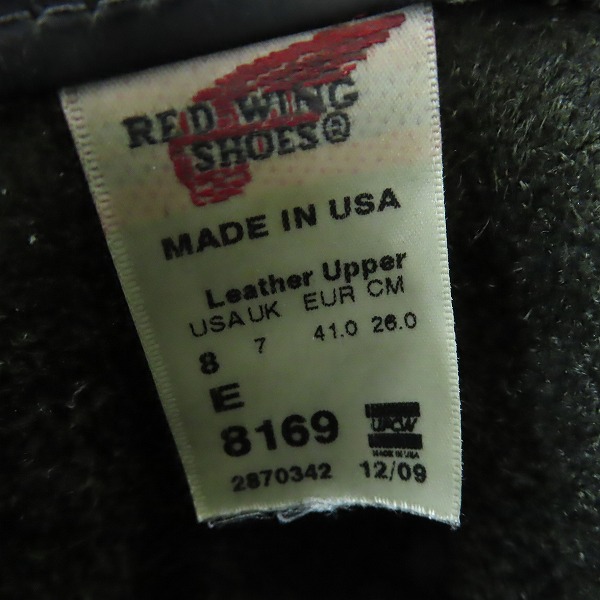 RED WING
SHOES®
MADE IN USA
Leather Upper
USA UK EUR CM
8 7 41.0 26.0
E
8169 UFCW
MADE IN USA
2870342 12/09